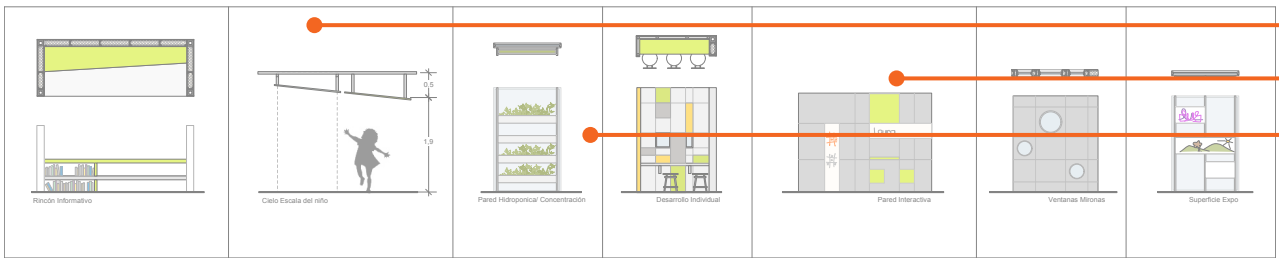 0.5
1.9
Louna
Rincón Informativo
Cielo Escala del niño
Pared Hidroponica/ Concentración
Desarrollo Individual
Pared Interactiva
Ventanas Mironas
Superficie Expo